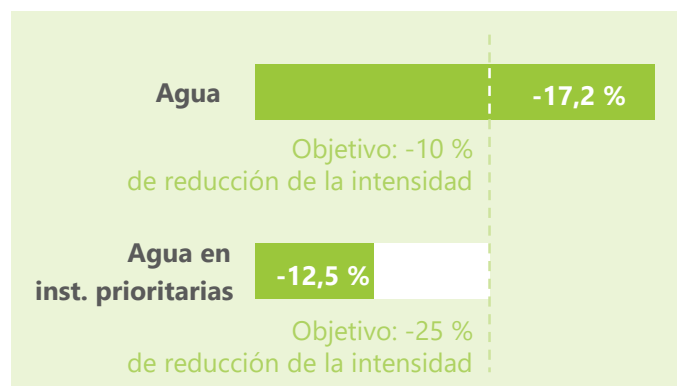 Agua
-17,2 %
Objetivo: -10 %
de reducción de la intensidad
Agua en
inst. prioritarias
-12,5 %
Objetivo: -25 %
de reducción de la intensidad